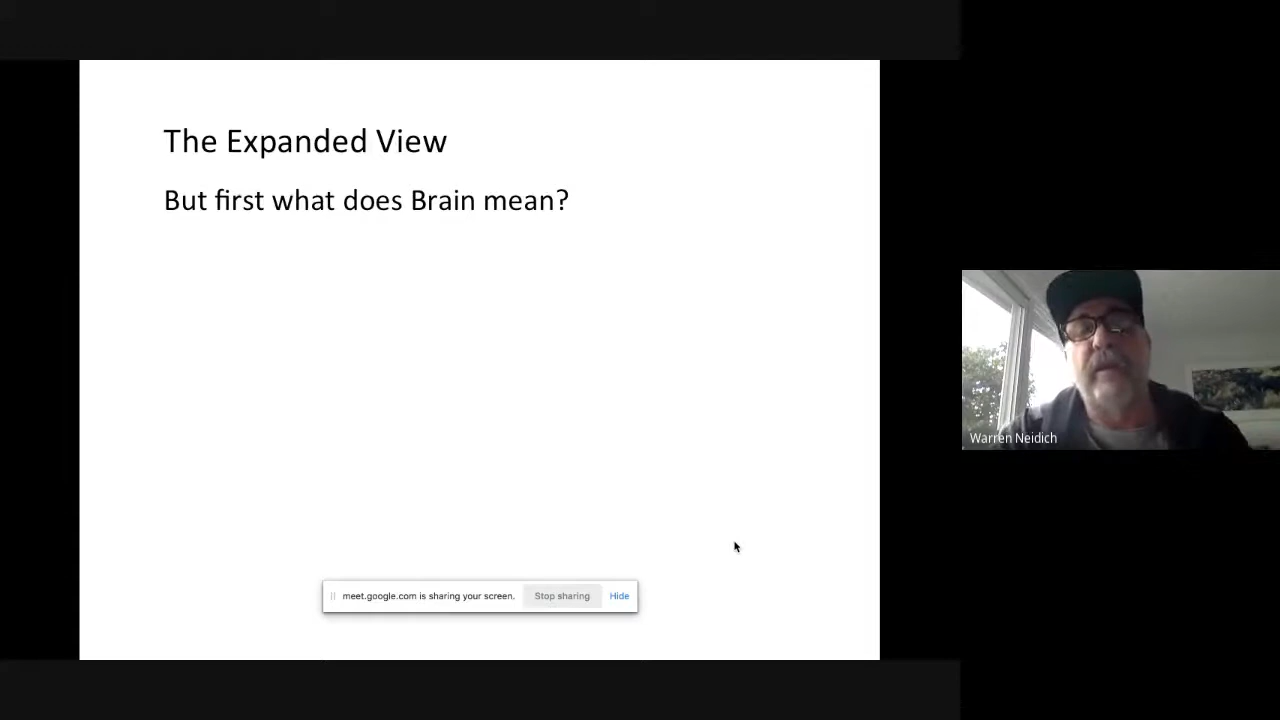 The Expanded View
But first what does Brain mean?
Warren Neidich
meet.google.com is sharing your screen. Stop sharing Hide